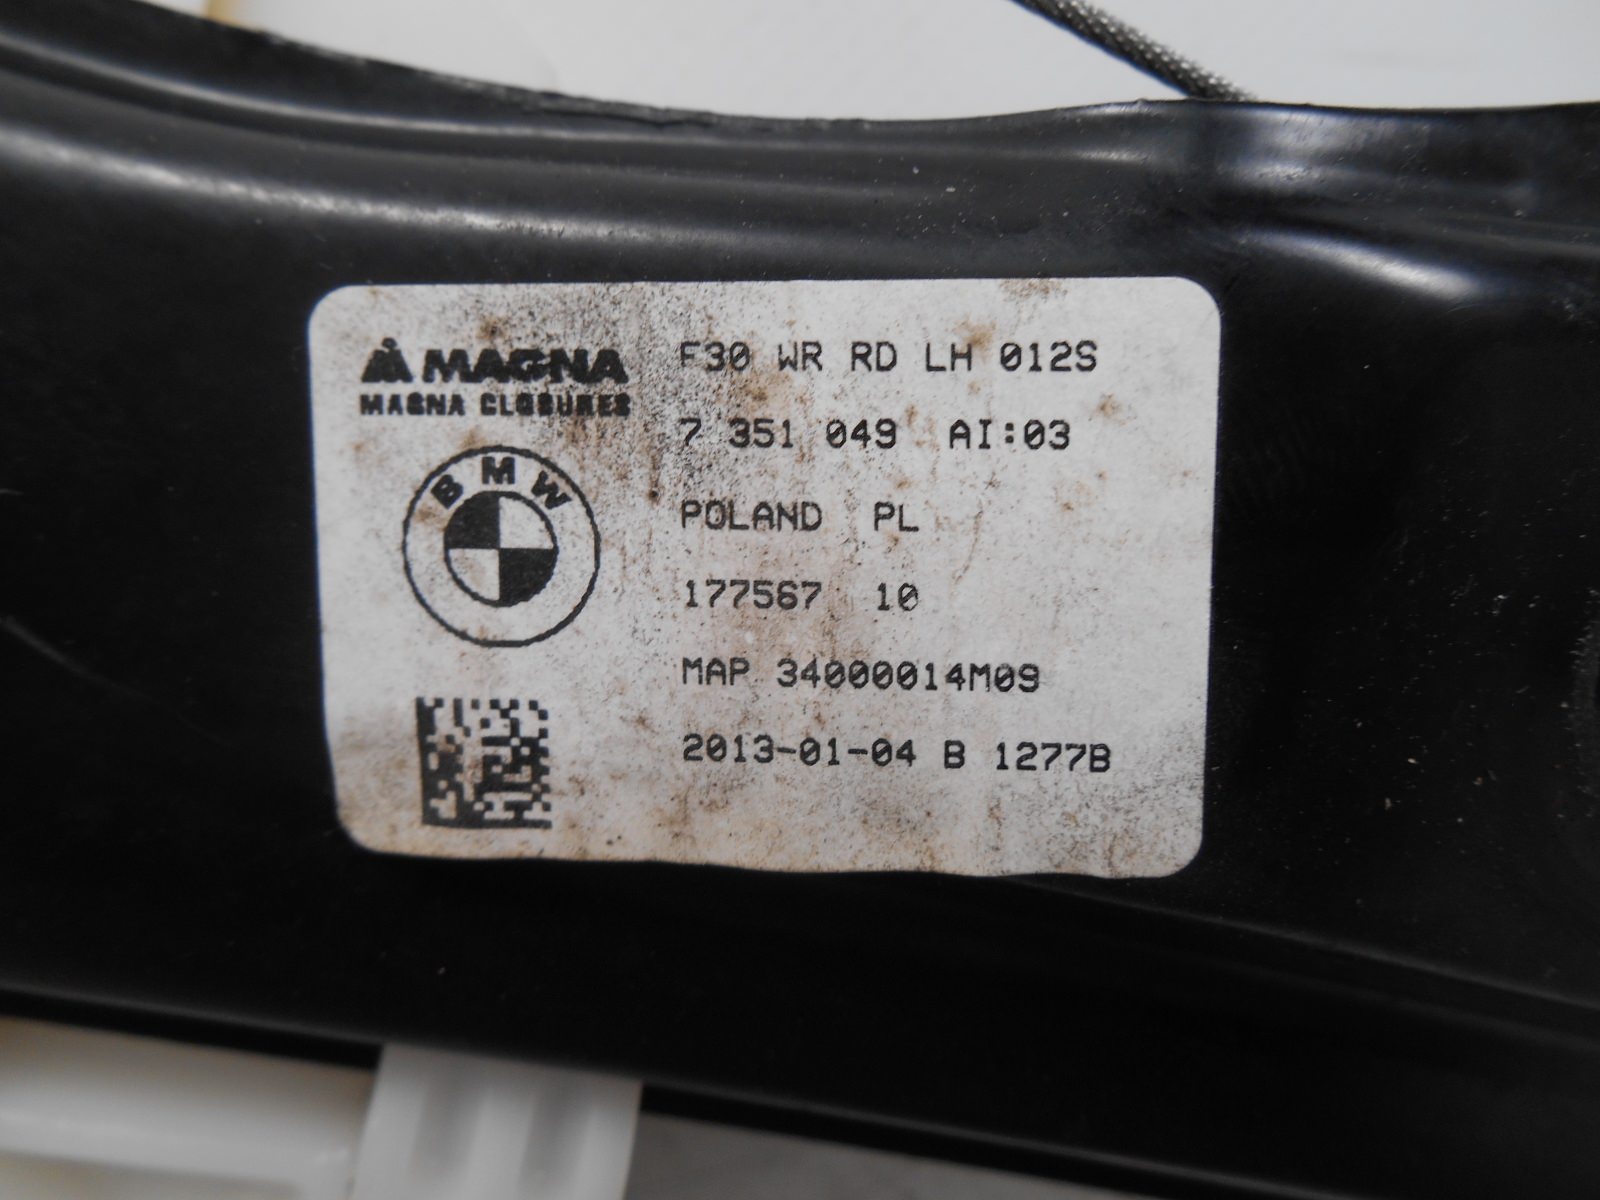 MAGNA
MAGNA CLOSURES
BMW
F30 WR RD LH 012S
7 351 049 AI:03
POLAND PL
177567 10
MAP 34000014M09
2013-01-04 B 1277B